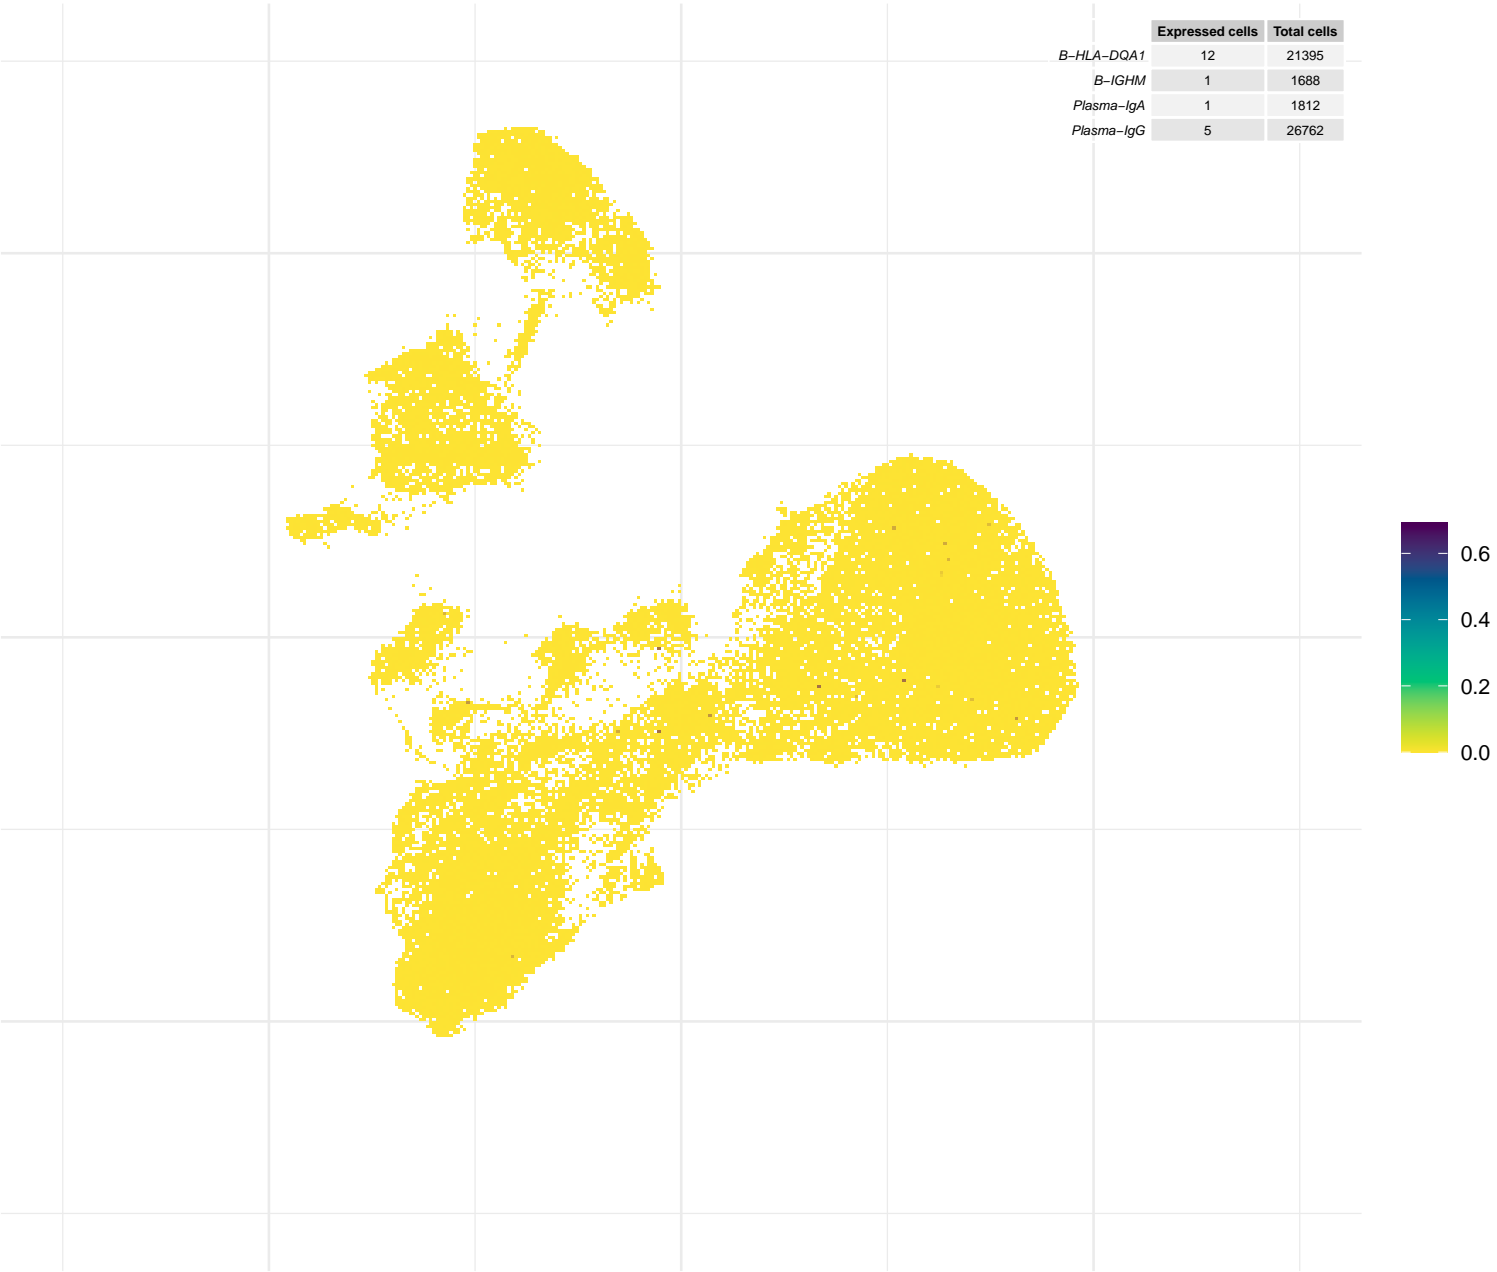 Expressed cells Total cells
B−HLA−DQA1 12 21395
B−IGHM 1 1688
Plasma−IgA 1 1812
Plasma−IgG 5 26762
0.6
0.4
0.2
0.0